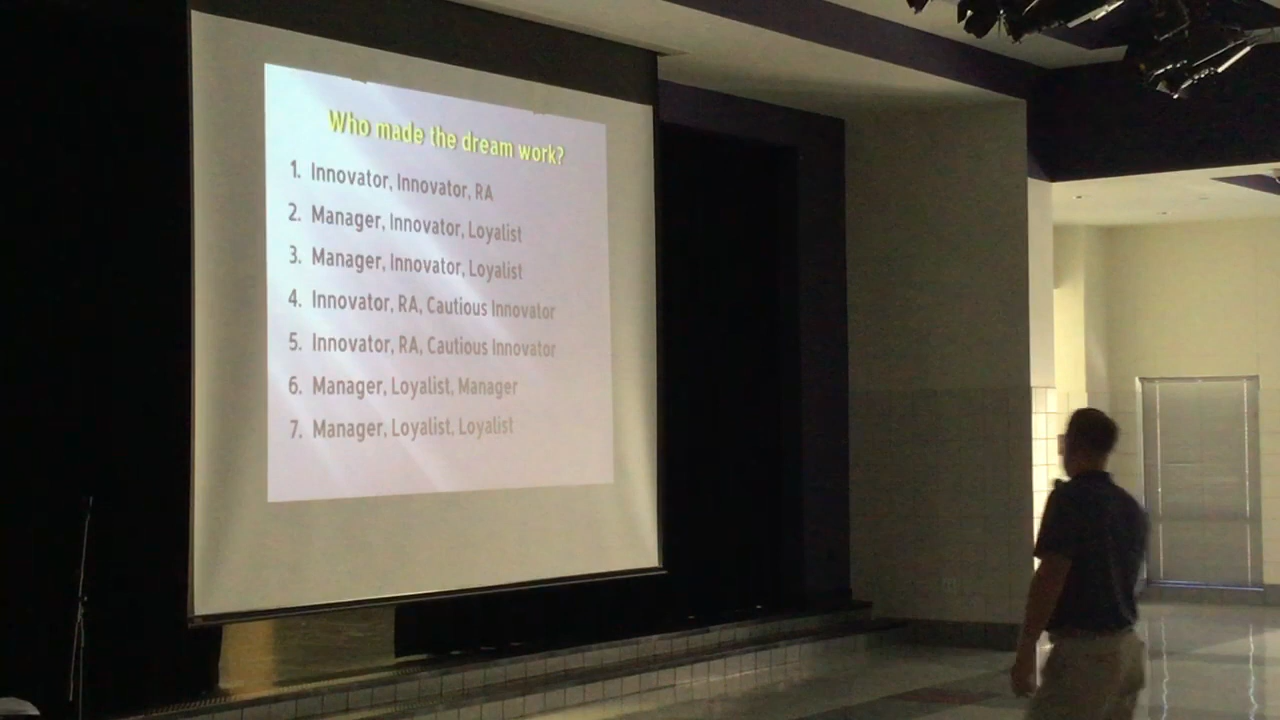 Who made the dream work?
1. Innovator, Innovator, RA
2. Manager, Innovator, Loyalist
3. Manager, Innovator, Loyalist
4. Innovator, RA, Cautious Innovator
5. Innovator, RA, Cautious Innovator
6. Manager, Loyalist, Manager
7. Manager, Loyalist, Loyalist